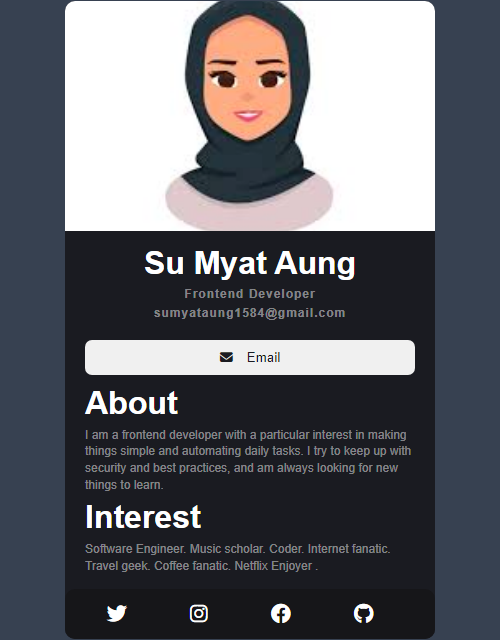 Su Myat Aung
Frontend Developer
sumyataung1584@gmail.com
Email
About
I am a frontend developer with a particular interest in making
things simple and automating daily tasks. I try to keep up with
security and best practices, and am always looking for new
things to learn.
Interest
Software Engineer. Music scholar. Coder. Internet fanatic.
Travel geek. Coffee fanatic. Netflix Enjoyer .